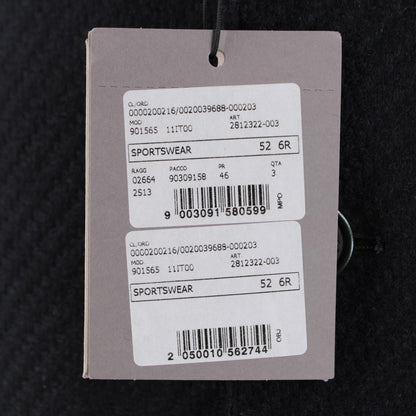 CL/ORD
0000200216/0020039688-000203
MOD ART
901565 11IT00 2812322-003
SPORTSWEAR 52 6R
RAGG PACCO PR QTA
02664 90309158 46 3
2S13
9 003091 580599
MPO
CL/ORD
0000200216/0020039688-000203
MOD ART
901565 11IT00 2812322-003
SPORTSWEAR 52 6R
2 050010 562744
OBJ